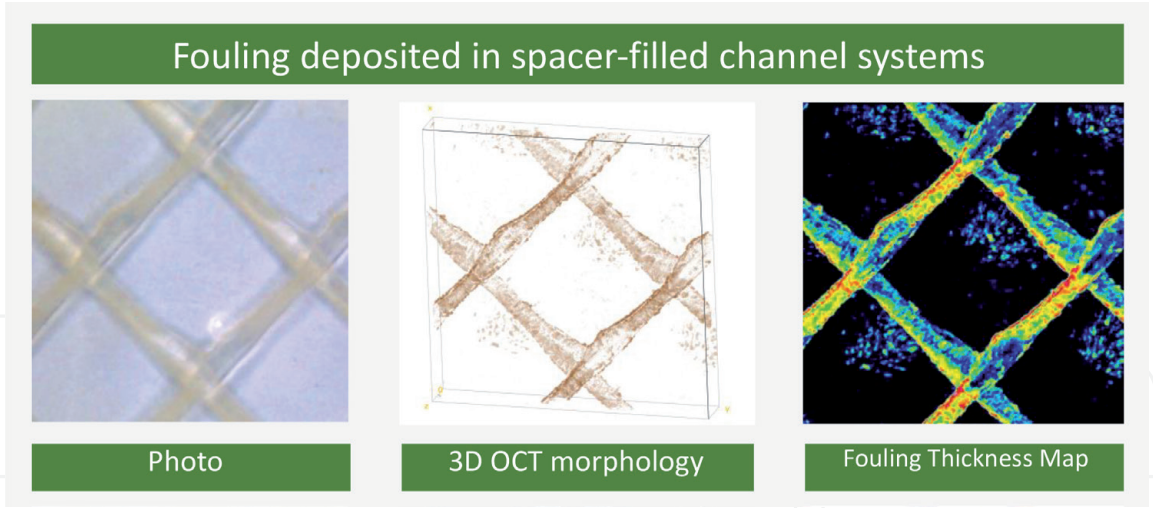 Fouling deposited in spacer-filled channel systems
x
z
y
Photo
3D OCT morphology
Fouling Thickness Map